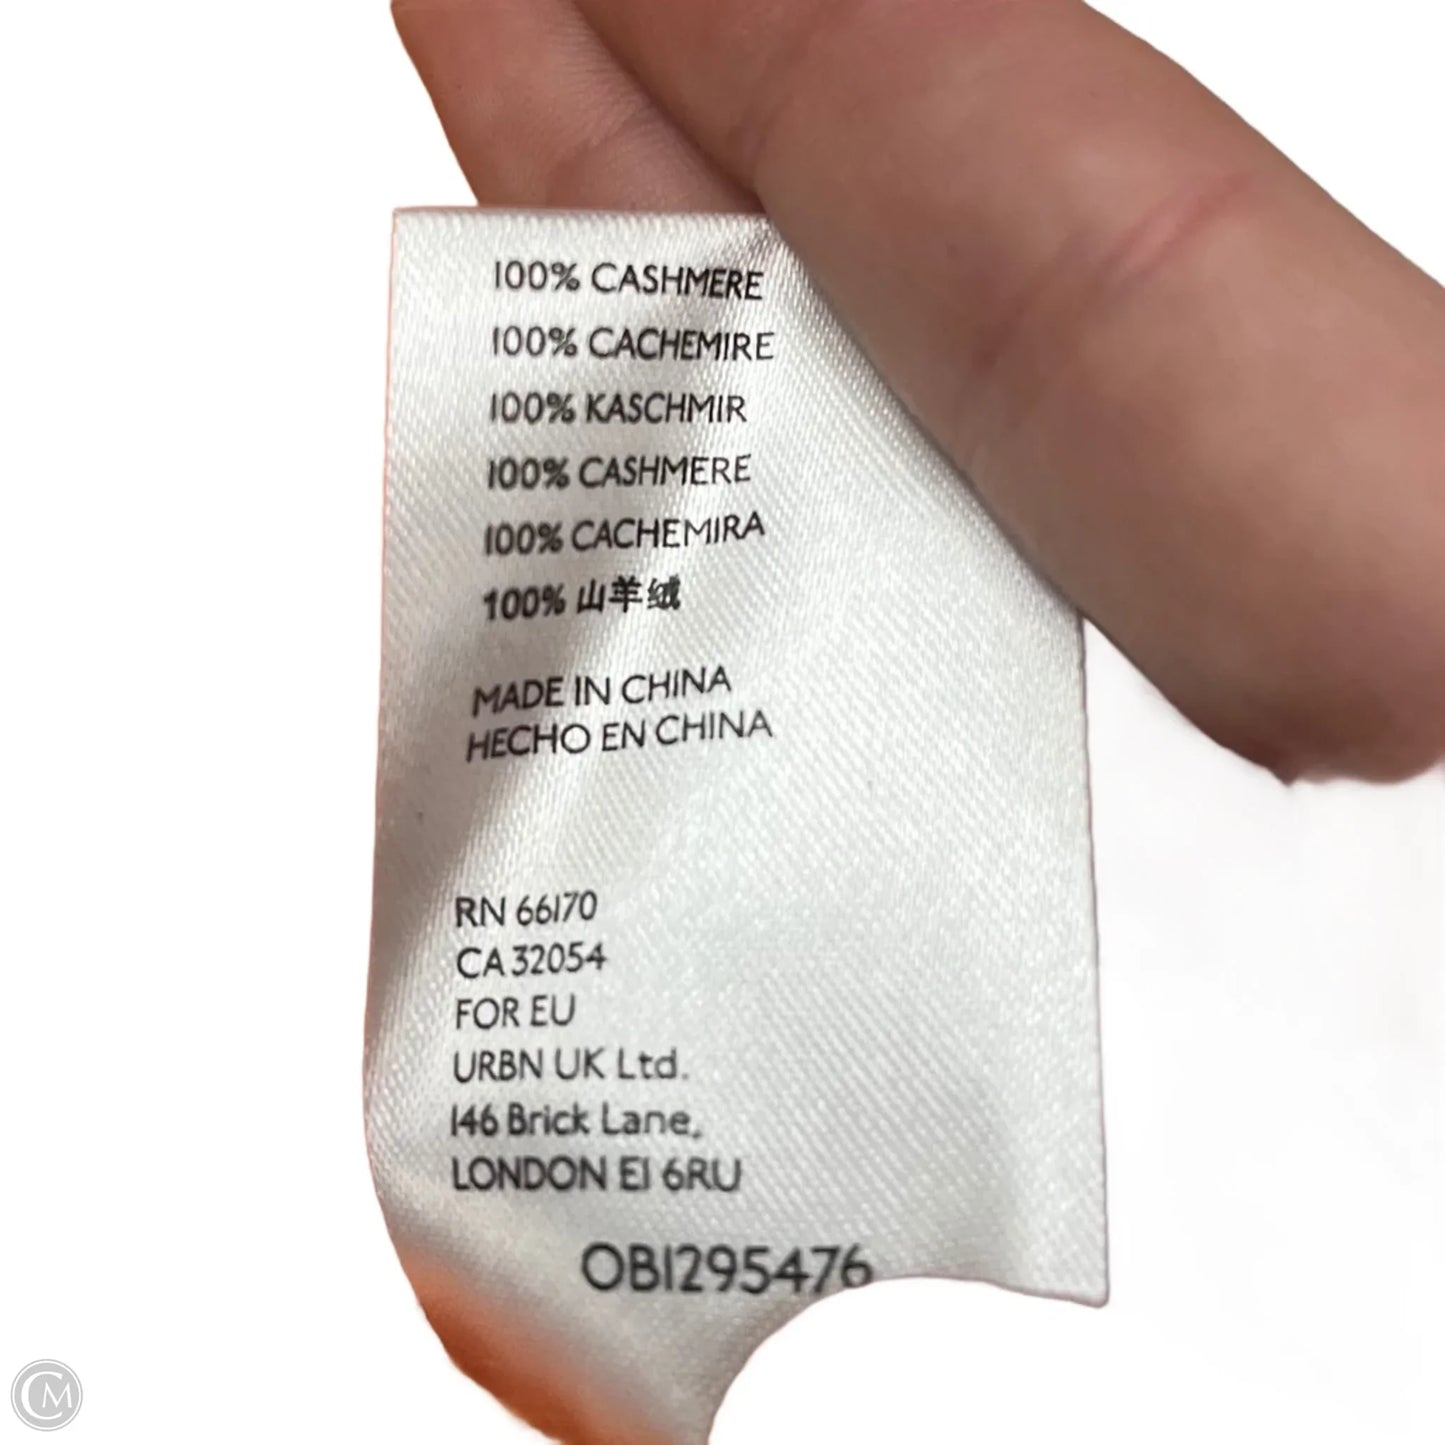 100% CASHMERE
100% CACHEMIRE
100% KASCHMIR
100% CASHMERE
100% CACHEMIRA
100% 山羊绒
MADE IN CHINA
HECHO EN CHINA
RN 66170
CA 32054
FOR EU
URBN UK Ltd.
146 Brick Lane,
LONDON E1 6RU
OB1295476
CM